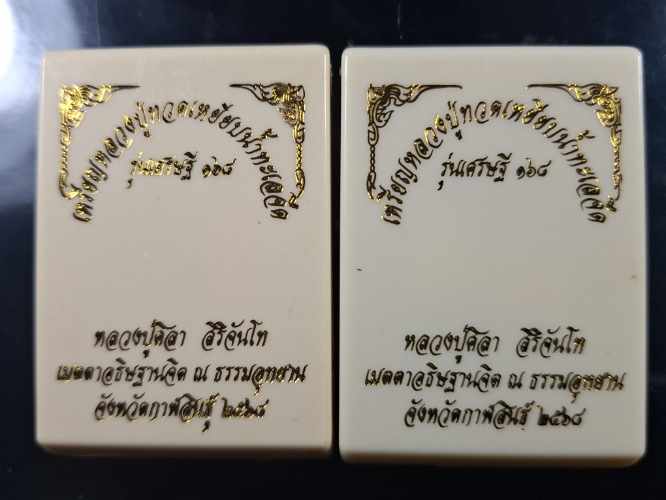 เหรียญหลวงปู่ทวดเหยียบน้ำทะเลจืด
รุ่นเศรษฐี ๑๖๘
หลวงปู่ศิลา สิริจันโท
เมตตาอธิษฐานจิต ณ ธรรมอุทยาน
จังหวัดกาฬสินธุ์ ๒๕๖๘
เหรียญหลวงปู่ทวดเหยียบน้ำทะเลจืด
รุ่นเศรษฐี ๑๖๘
หลวงปู่ศิลา สิริจันโท
เมตตาอธิษฐานจิต ณ ธรรมอุทยาน
จังหวัดกาฬสินธุ์ ๒๕๖๘